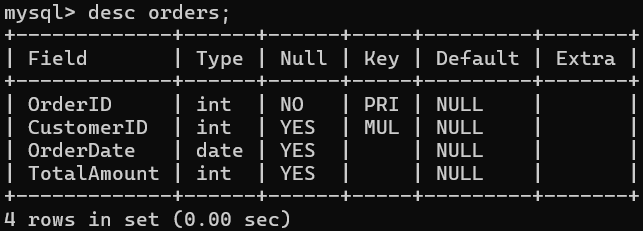 mysql> desc orders;
+-------------+------+------+-----+---------+-------+
| Field       | Type | Null | Key | Default | Extra |
+-------------+------+------+-----+---------+-------+
| OrderID     | int  | NO   | PRI | NULL    |       |
| CustomerID  | int  | YES  | MUL | NULL    |       |
| OrderDate   | date | YES  |     | NULL    |       |
| TotalAmount | int  | YES  |     | NULL    |       |
+-------------+------+------+-----+---------+-------+
4 rows in set (0.00 sec)